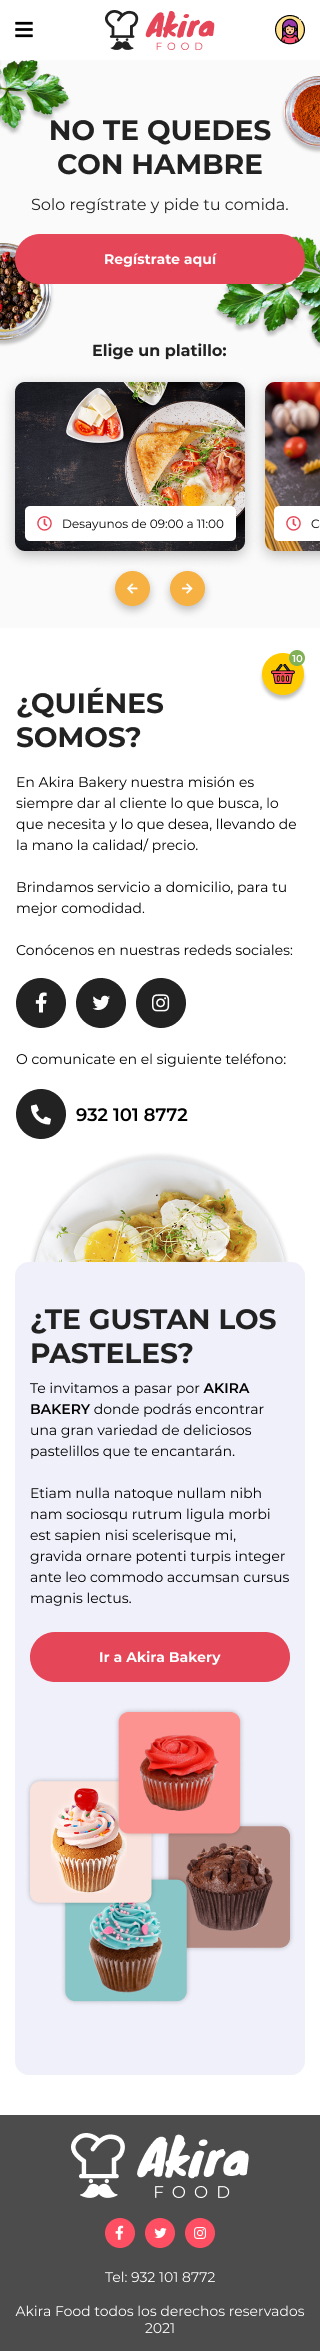 Akira
FOOD
NO TE QUEDES
CON HAMBRE
Solo regístrate y pide tu comida.
Regístrate aquí
Elige un platillo:
Desayunos de 09:00 a 11:00
C
10
¿QUIÉNES
SOMOS?
En Akira Bakery nuestra misión es
siempre dar al cliente lo que busca, lo
que necesita y lo que desea, llevando de
la mano la calidad/ precio.
Brindamos servicio a domicilio, para tu
mejor comodidad.
Conócenos en nuestras rededs sociales:
O comunicate en el siguiente teléfono:
932 101 8772
¿TE GUSTAN LOS
PASTELES?
Te invitamos a pasar por AKIRA
BAKERY donde podrás encontrar
una gran variedad de deliciosos
pastelillos que te encantarán.
Etiam nulla natoque nullam nibh
nam sociosqu rutrum ligula morbi
est sapien nisi scelerisque mi,
gravida ornare potenti turpis integer
ante leo commodo accumsan cursus
magnis lectus.
Ir a Akira Bakery
Akira
FOOD
Tel: 932 101 8772
Akira Food todos los derechos reservados
2021